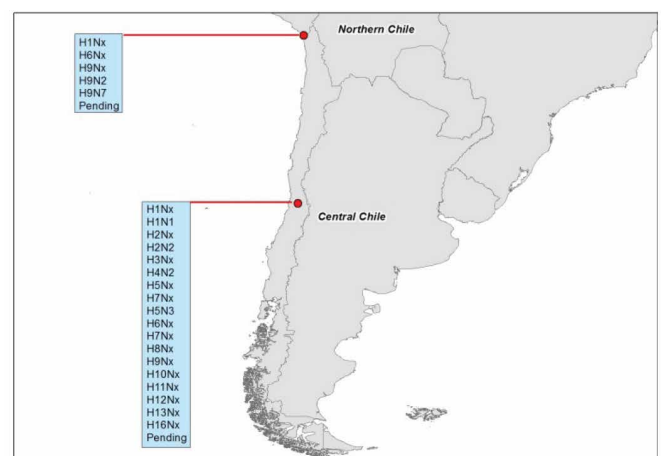 Northern Chile
H1Nx
H6Nx
H9Nx
H9N2
H9N7
Pending
Central Chile
H1Nx
H1N1
H2Nx
H2N2
H3Nx
H4N2
H5Nx
H7Nx
H5N3
H6Nx
H7Nx
H8Nx
H9Nx
H10Nx
H11Nx
H12Nx
H13Nx
H16Nx
Pending